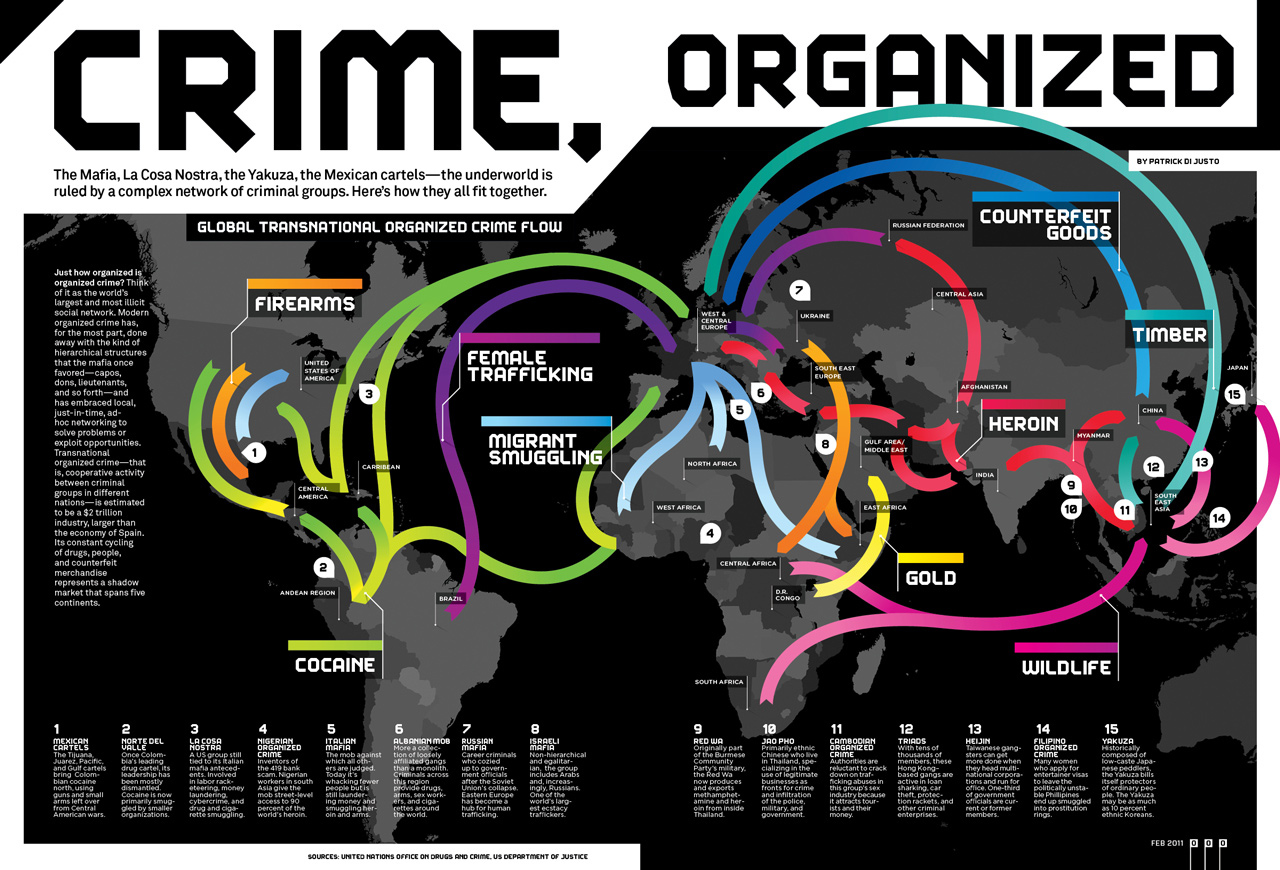 CRIME,
ORGANIZED
The Mafia, La Cosa Nostra, the Yakuza, the Mexican cartels—the underworld is
ruled by a complex network of criminal groups. Here's how they all fit together.
BY PATRICK DI JUSTO
GLOBAL TRANSNATIONAL ORGANIZED CRIME FLOW
Just how organized is
organized crime? Think
of it as the world's
largest and most illicit
social network. Modern
organized crime has,
for the most part, done
away with the kind of
hierarchical structures
that the mafia once
favored—capos,
dons, lieutenants,
and so forth—and
has embraced local,
just-in-time, ad-
hoc networking to
solve problems or
exploit opportunities.
Transnational
organized crime—that
is, cooperative activity
between criminal
groups in different
nations—is estimated
to be a $2 trillion
industry, larger than
the economy of Spain.
Its constant cycling
of drugs, people,
and counterfeit
merchandise
represents a shadow
market that spans five
continents.
FIREARMS
UNITED
STATES OF
AMERICA
1
3
CENTRAL
AMERICA
CARRIBEAN
2
ANDEAN REGION
BRAZIL
COCAINE
FEMALE
TRAFFICKING
MIGRANT
SMUGGLING
WEST &
CENTRAL
EUROPE
7
UKRAINE
SOUTH EAST
EUROPE
RUSSIAN FEDERATION
CENTRAL ASIA
COUNTERFEIT
GOODS
TIMBER
JAPAN
15
AFGHANISTAN
HEROIN
CHINA
MYANMAR
5
6
8
GULF AREA/
MIDDLE EAST
INDIA
NORTH AFRICA
WEST AFRICA
4
EAST AFRICA
CENTRAL AFRICA
D.R.
CONGO
GOLD
SOUTH AFRICA
WILDLIFE
9
10
11
12
13
14
SOUTH
EAST
ASIA
1
MEXICAN
CARTELS
The Tijuana,
Juarez, Pacific,
and Gulf cartels
bring Colom-
bian cocaine
north, using
guns and small
arms left over
from Central
American wars.
2
NORTE DEL
VALLE
Once Colom-
bia's leading
drug cartel, its
leadership has
been mostly
dismantled.
Cocaine is now
primarily smug-
gled by smaller
organizations.
3
LA COSA
NOSTRA
A US group still
tied to its Italian
mafia anteced-
ents. Involved
in labor rack-
eteering, money
laundering,
cybercrime, and
drug and ciga-
rette smuggling.
4
NIGERIAN
ORGANIZED
CRIME
Inventors of
the 419 bank
scam. Nigerian
workers in south
Asia give the
mob street-level
access to 90
percent of the
world's heroin.
5
ITALIAN
MAFIA
The mob against
which all oth-
ers are judged.
Today it's
whacking fewer
people but is
still launder-
ing money and
smuggling her-
oin and arms.
6
ALBANIAN MOB
More a collec-
tion of loosely
affiliated gangs
than a monolith.
Criminals across
this region
provide drugs,
arms, sex work-
ers, and ciga-
rettes around
the world.
7
RUSSIAN
MAFIA
Career criminals
who cozied
up to govern-
ment officials
after the Soviet
Union's collapse.
Eastern Europe
has become a
hub for human
trafficking.
8
ISRAELI
MAFIA
Non-hierarchical
and egalitar-
ian, the group
includes Arabs
and, increas-
ingly, Russians.
One of the
world's larg-
est ecstasy
traffickers.
9
RED WA
Originally part
of the Burmese
Community
Party's military,
the Red Wa
now produces
and exports
methamphet-
amine and her-
oin from inside
Thailand.
10
JAO PHO
Primarily ethnic
Chinese who live
in Thailand, spe-
cializing in the
use of legitimate
businesses as
fronts for crime
and infiltration
of the police,
military, and
government.
11
CAMBODIAN
ORGANIZED
CRIME
Authorities are
reluctant to crack
down on traf-
ficking abuses in
this group's sex
industry because
it attracts tour-
ists and their
money.
12
TRIADS
With tens of
thousands of
members, these
Hong Kong–
based gangs are
active in loan
sharking, car
theft, protec-
tion rackets, and
other criminal
enterprises.
13
HEIJIN
Taiwanese gang-
sters can get
more done when
they head multi-
national corpora-
tions and run for
office. One-third
of government
officials are cur-
rent or former
members.
14
FILIPINO
ORGANIZED
CRIME
Many women
who apply for
entertainer visas
to leave the
politically unsta-
ble Phillipines
end up smuggled
into prostitution
rings.
15
YAKUZA
Historically
composed of
low-caste Japa-
nese peddlers,
the Yakuza bills
itself protectors
of ordinary peo-
ple. The Yakuza
may be as much
as 10 percent
ethnic Koreans.
SOURCES: UNITED NATIONS OFFICE ON DRUGS AND CRIME, US DEPARTMENT OF JUSTICE
FEB 2011 0 0 0